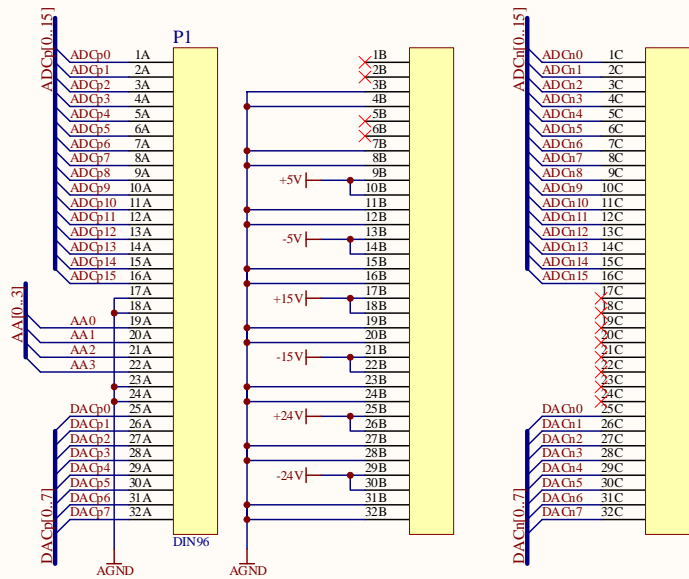 P1
ADCp[0..15]
ADCp0 1A
ADCp1 2A
ADCp2 3A
ADCp3 4A
ADCp4 5A
ADCp5 6A
ADCp6 7A
ADCp7 8A
ADCp8 9A
ADCp9 10A
ADCp10 11A
ADCp11 12A
ADCp12 13A
ADCp13 14A
ADCp14 15A
ADCp15 16A
17A
18A
AA[0..3]
AA0 19A
AA1 20A
AA2 21A
AA3 22A
23A
24A
DACp0 25A
DACp1 26A
DACp2 27A
DACp3 28A
DACp4 29A
DACp5 30A
DACp6 31A
DACp7 32A
DACp[0..7]
DIN96
AGND
1B
2B
3B
4B
5B
6B
7B
8B
+5V 9B
10B
11B
12B
-5V 13B
14B
15B
16B
+15V 17B
18B
19B
20B
-15V 21B
22B
23B
24B
+24V 25B
26B
27B
28B
-24V 29B
30B
31B
32B
AGND
ADCn[0..15]
ADCn0 1C
ADCn1 2C
ADCn2 3C
ADCn3 4C
ADCn4 5C
ADCn5 6C
ADCn6 7C
ADCn7 8C
ADCn8 9C
ADCn9 10C
ADCn10 11C
ADCn11 12C
ADCn12 13C
ADCn13 14C
ADCn14 15C
ADCn15 16C
17C
18C
19C
20C
21C
22C
23C
24C
DACn0 25C
DACn1 26C
DACn2 27C
DACn3 28C
DACn4 29C
DACn5 30C
DACn6 31C
DACn7 32C
DACn[0..7]